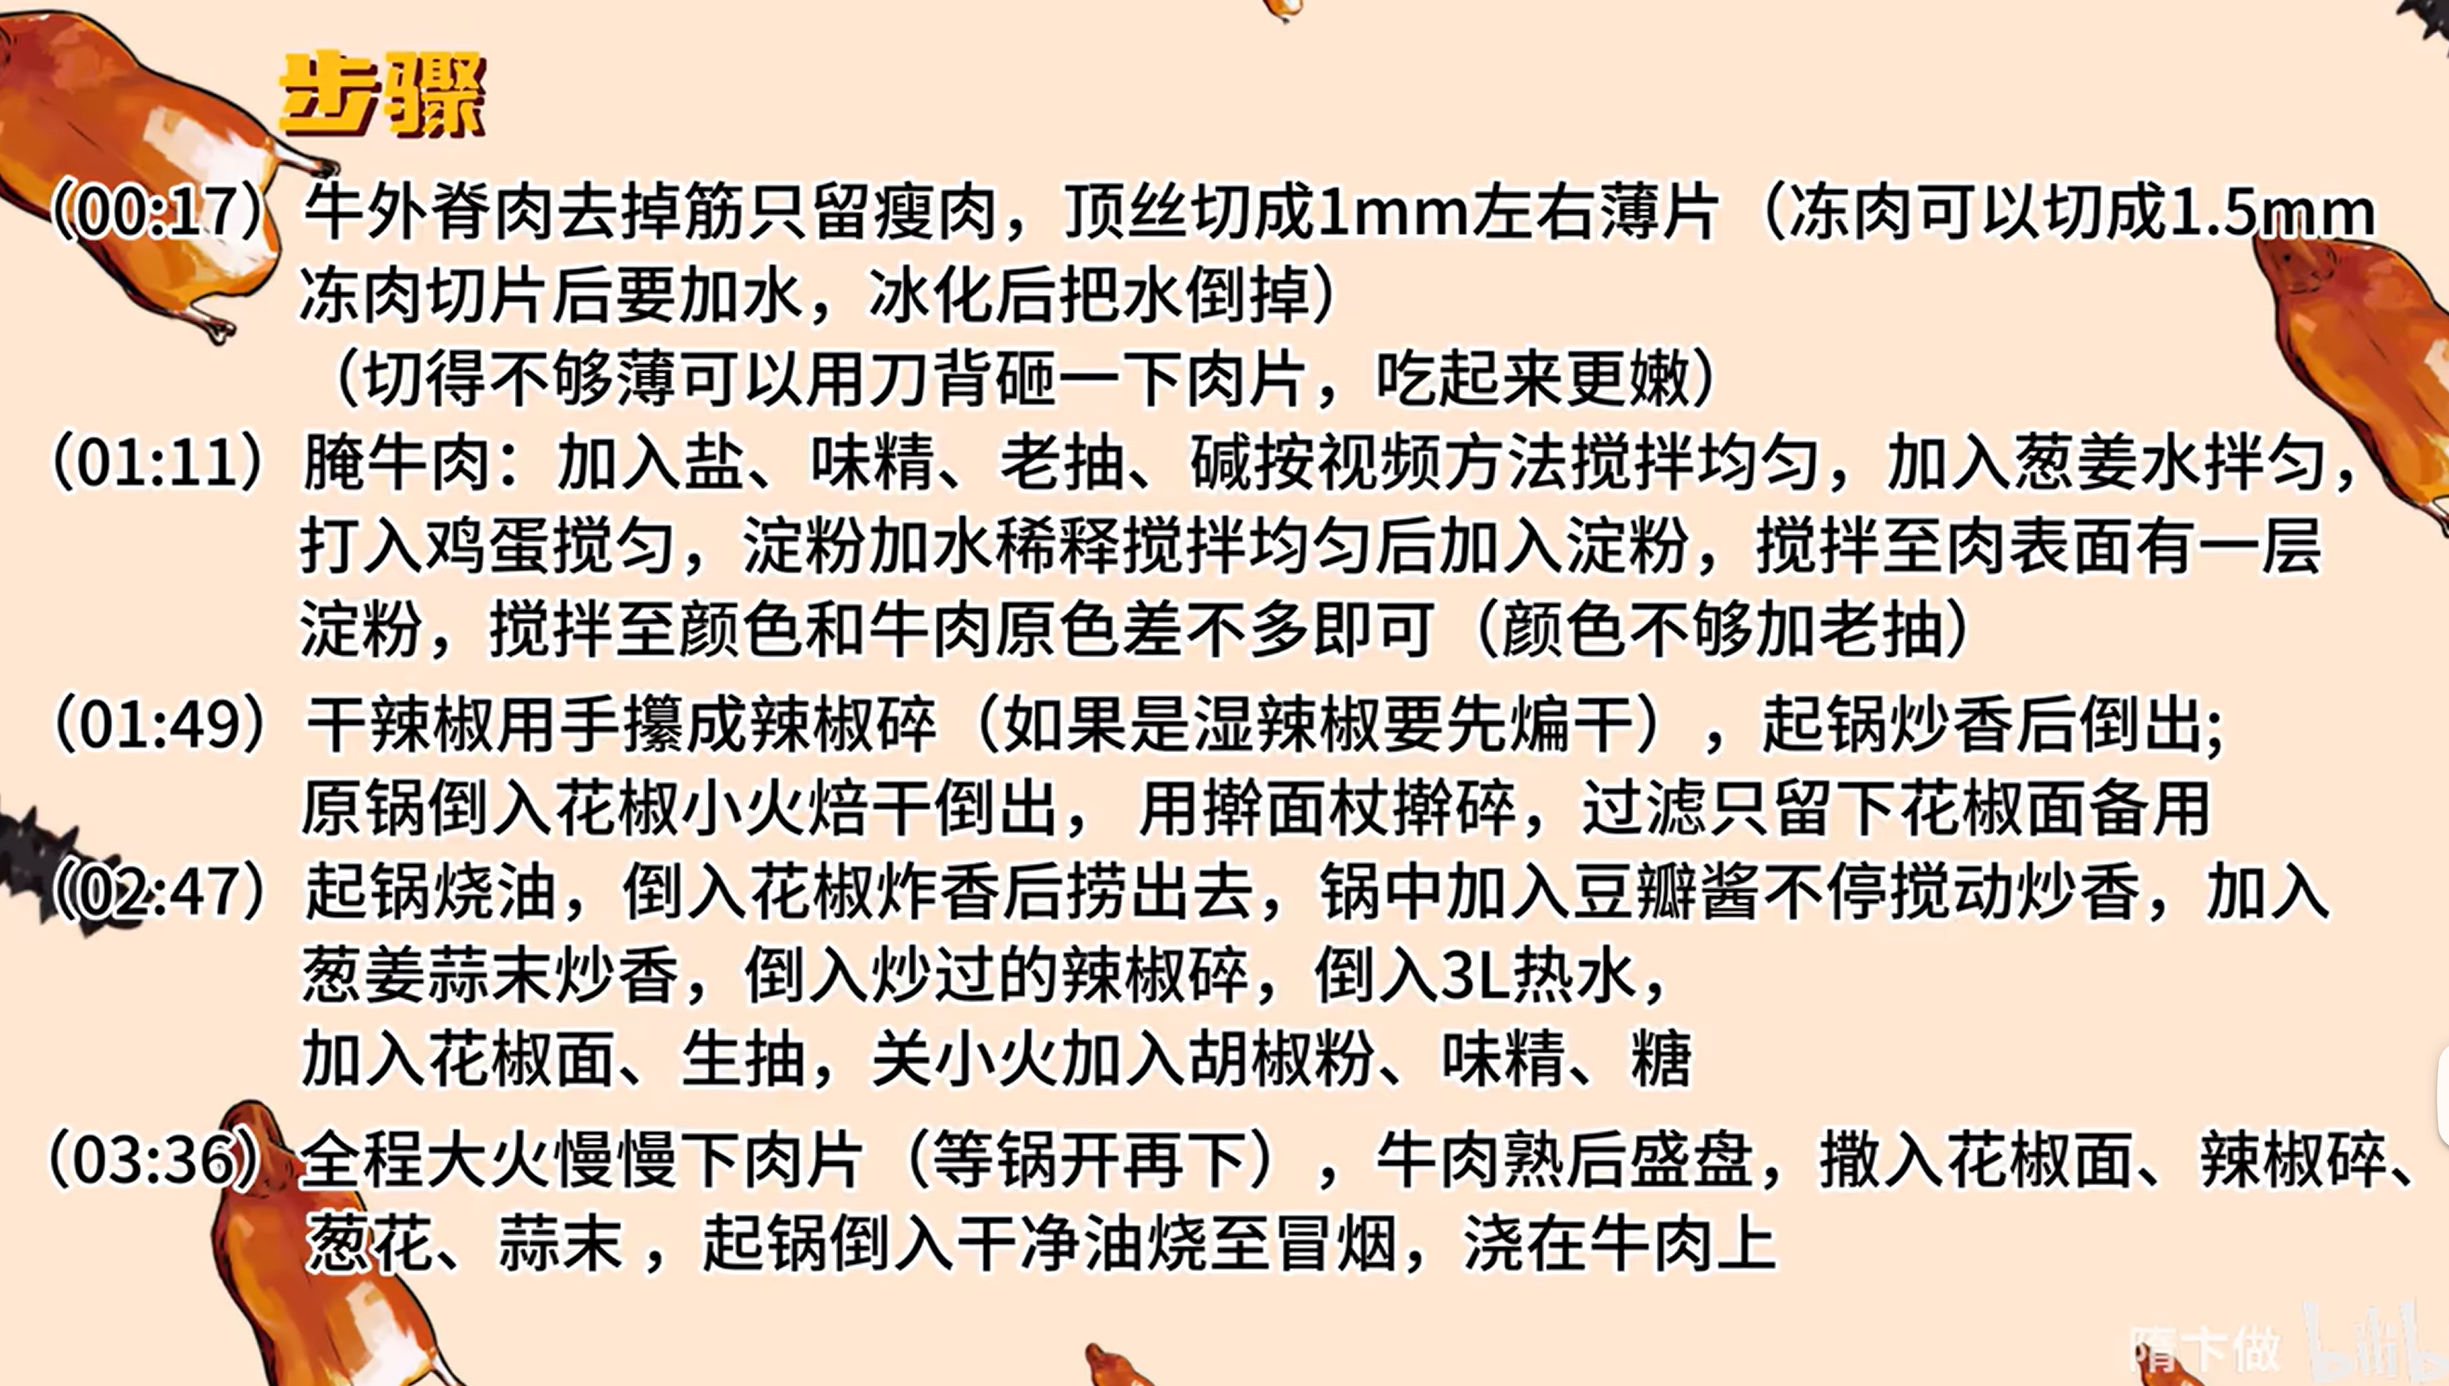 步骤
（00:17）牛外脊肉去掉筋只留瘦肉，顶丝切成1mm左右薄片（冻肉可以切成1.5mm
冻肉切片后要加水，冰化后把水倒掉）
（切得不够薄可以用刀背砸一下肉片，吃起来更嫩）
（01:11）腌牛肉：加入盐、味精、老抽、碱按视频方法搅拌均匀，加入葱姜水拌匀，
打入鸡蛋搅匀，淀粉加水稀释搅拌均匀后加入淀粉，搅拌至肉表面有一层
淀粉，搅拌至颜色和牛肉原色差不多即可（颜色不够加老抽）
（01:49）干辣椒用手攥成辣椒碎（如果是湿辣椒要先煸干），起锅炒香后倒出;
原锅倒入花椒小火焙干倒出， 用擀面杖擀碎，过滤只留下花椒面备用
（02:47）起锅烧油，倒入花椒炸香后捞出去，锅中加入豆瓣酱不停搅动炒香，加入
葱姜蒜末炒香，倒入炒过的辣椒碎，倒入3L热水，
加入花椒面、生抽，关小火加入胡椒粉、味精、糖
（03:36）全程大火慢慢下肉片（等锅开再下），牛肉熟后盛盘，撒入花椒面、辣椒碎、
葱花、蒜末 ，起锅倒入干净油烧至冒烟，浇在牛肉上
隋卞做 bilib